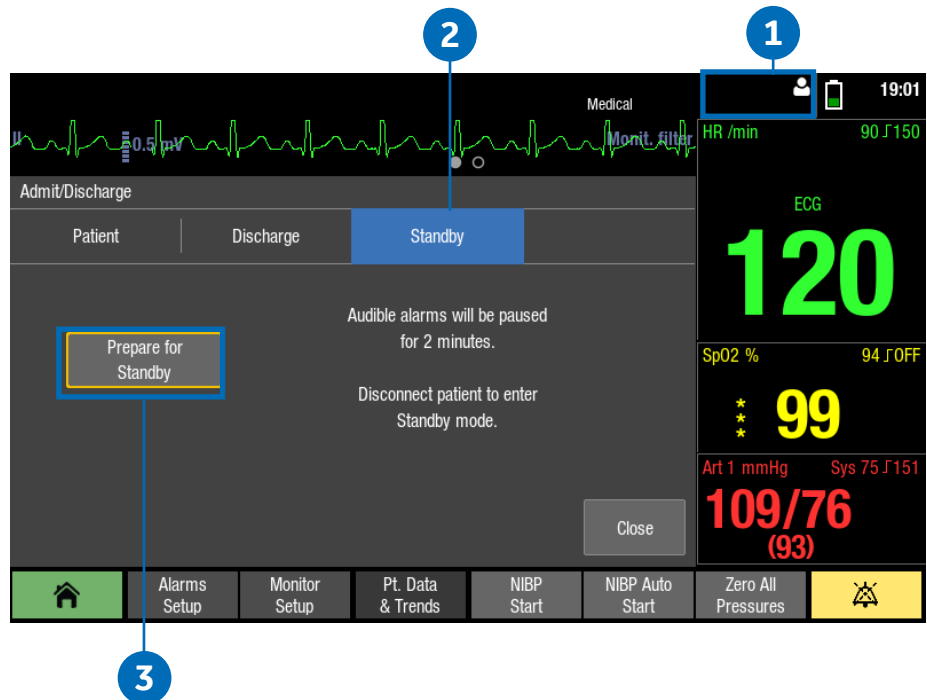 2
1
19:01
Medical
II
0.5 mV
Monit. filter
HR /min
90 150
Admit/Discharge
ECG
Patient
Discharge
Standby
120
Audible alarms will be paused
for 2 minutes.
Prepare for
Standby
Disconnect patient to enter
Standby mode.
SpO2 %
94 OFF
* * *
99
Art 1 mmHg
Sys 75 151
109/76
(93)
Close
Alarms
Setup
Monitor
Setup
Pt. Data
& Trends
NIBP
Start
NIBP Auto
Start
Zero All
Pressures
3